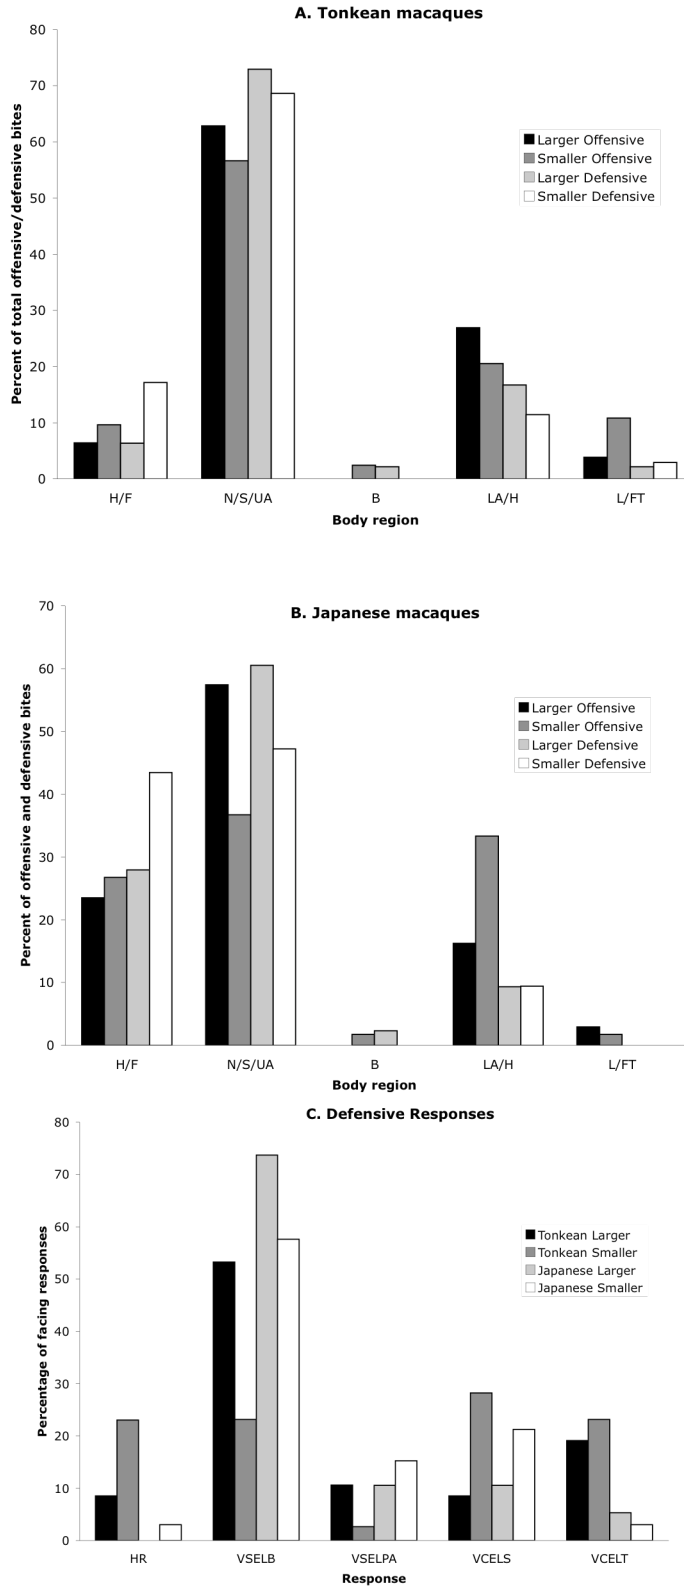 A. Tonkean macaques
80
70
60
50
40
30
20
10
0
Percent of total offensive/defensive bites
Larger Offensive
Smaller Offensive
Larger Defensive
Smaller Defensive
H/F N/S/UA B LA/H L/FT
Body region
B. Japanese macaques
70
60
50
40
30
20
10
0
Percent of offensive and defensive bites
Larger Offensive
Smaller Offensive
Larger Defensive
Smaller Defensive
H/F N/S/UA B LA/H L/FT
Body region
C. Defensive Responses
80
70
60
50
40
30
20
10
0
Percentage of facing responses
Tonkean Larger
Tonkean Smaller
Japanese Larger
Japanese Smaller
HR VSELB VSELPA VCELS VCELT
Response